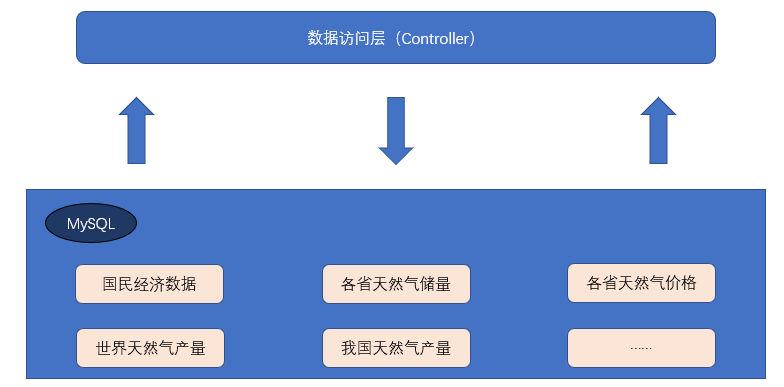 数据访问层（Controller）
MySQL
国民经济数据
各省天然气储量
各省天然气价格
世界天然气产量
我国天然气产量
……